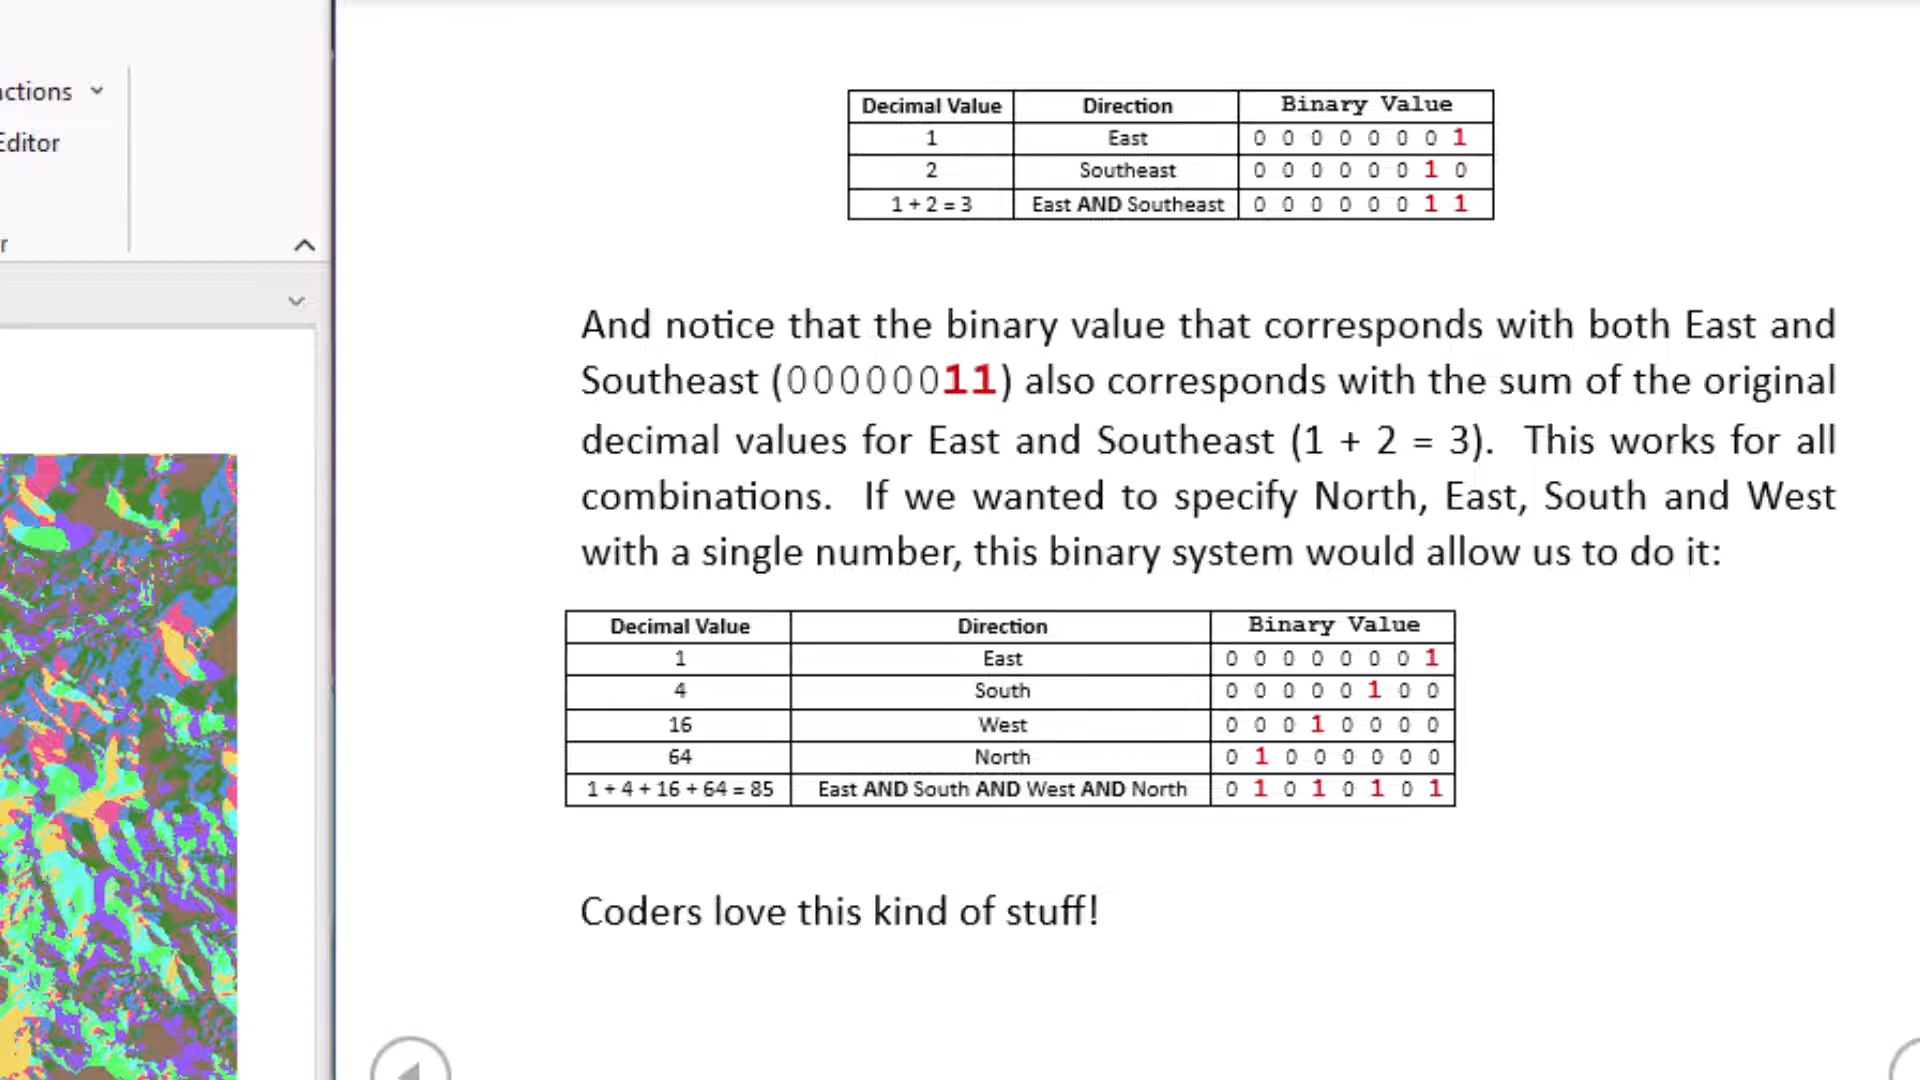 ctions
Editor
r
Decimal Value Direction Binary Value
1 East 0 0 0 0 0 0 0 1
2 Southeast 0 0 0 0 0 0 1 0
1 + 2 = 3 East AND Southeast 0 0 0 0 0 0 1 1
And notice that the binary value that corresponds with both East and
Southeast (00000011) also corresponds with the sum of the original
decimal values for East and Southeast (1 + 2 = 3). This works for all
combinations. If we wanted to specify North, East, South and West
with a single number, this binary system would allow us to do it:
Decimal Value Direction Binary Value
1 East 0 0 0 0 0 0 0 1
4 South 0 0 0 0 0 1 0 0
16 West 0 0 0 1 0 0 0 0
64 North 0 1 0 0 0 0 0 0
1 + 4 + 16 + 64 = 85 East AND South AND West AND North 0 1 0 1 0 1 0 1
Coders love this kind of stuff!